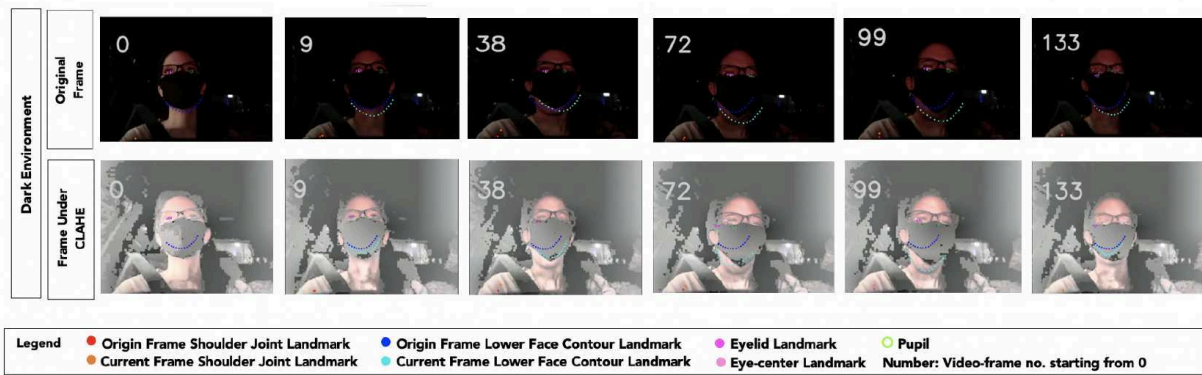 Dark Environment
Original
Frame
0
9
38
72
99
133
Frame Under
CLAHE
0
9
38
72
99
133
Legend
Origin Frame Shoulder Joint Landmark
Origin Frame Lower Face Contour Landmark
Eyelid Landmark
Pupil
Current Frame Shoulder Joint Landmark
Current Frame Lower Face Contour Landmark
Eye-center Landmark
Number: Video-frame no. starting from 0